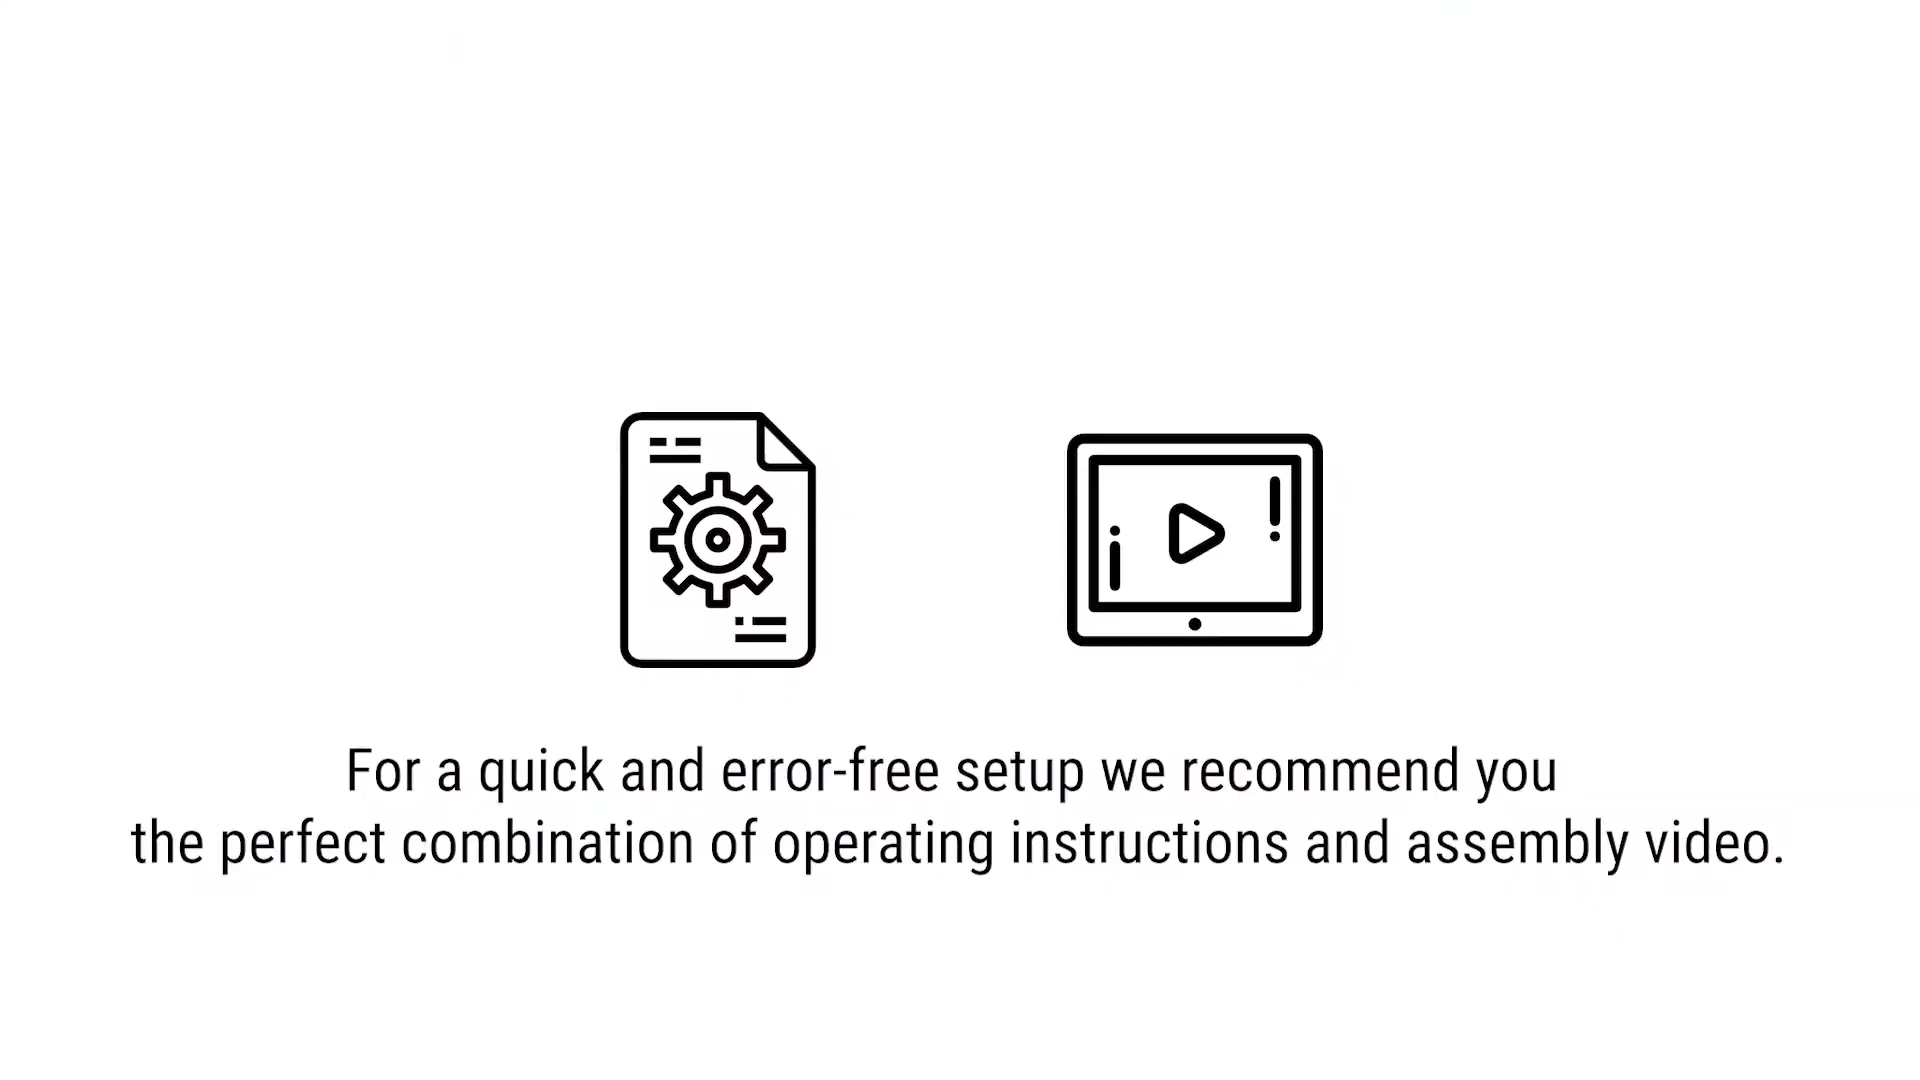 For a quick and error-free setup we recommend you
the perfect combination of operating instructions and assembly video.